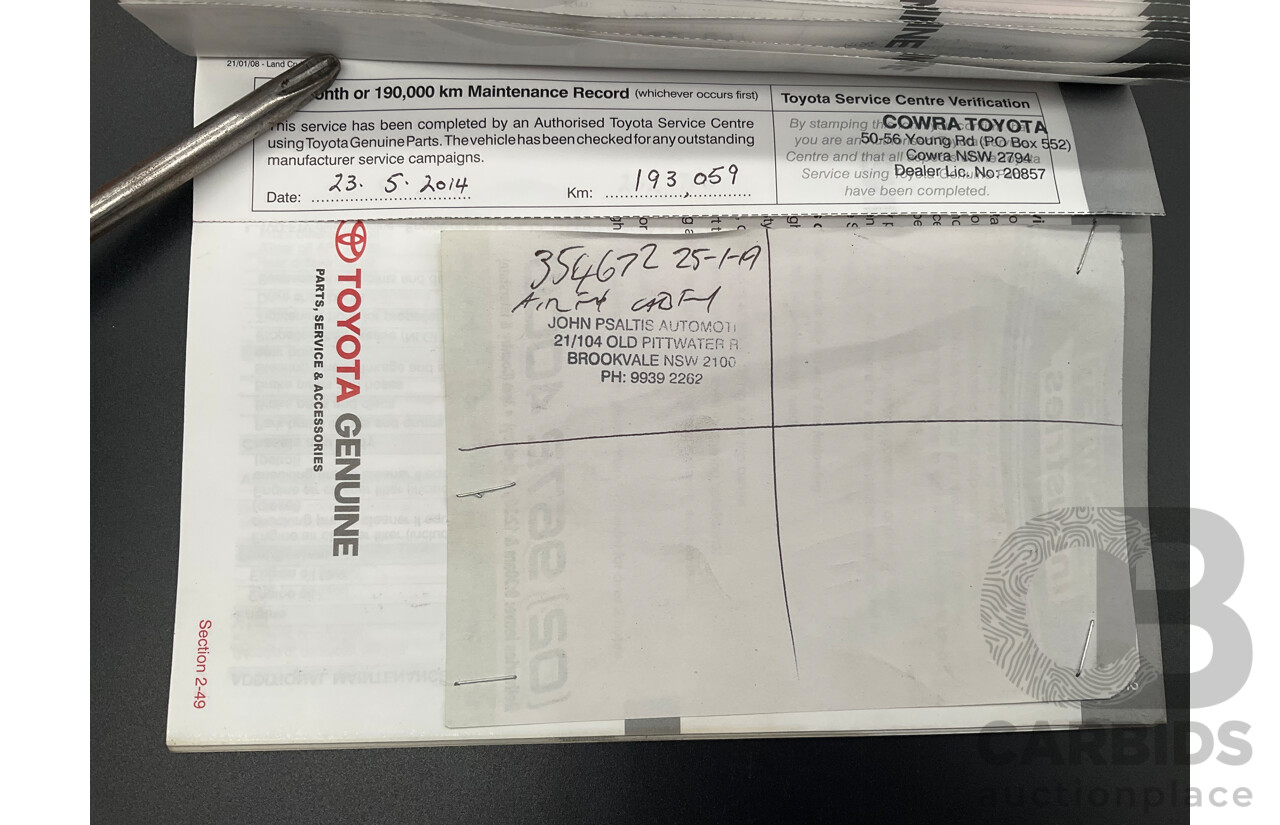 21/01/08 - Land
onth or 190,000 km Maintenance Record (whichever occurs first)
This service has been completed by an Authorised Toyota Service Centre
using Toyota Genuine Parts. The vehicle has been checked for any outstanding
manufacturer service campaigns.
Date: 23. 5. 2014
Km: 193,059
Toyota Service Centre Verification
By stamping
you are an
Centre and that all
Service using
have been completed.
COWRA TOYOTA
50-56 Young Rd (PO Box 552)
Cowra NSW 2794
Dealer Lic. No: 20857
TOYOTA GENUINE
PARTS, SERVICE & ACCESSORIES
Section 2-49
354672 25-1-19
JOHN PSALTIS AUTOMOTI
21/104 OLD PITTWATER R
BROOKVALE NSW 2100
PH: 9939 2262
CARBIDS
auctionplace